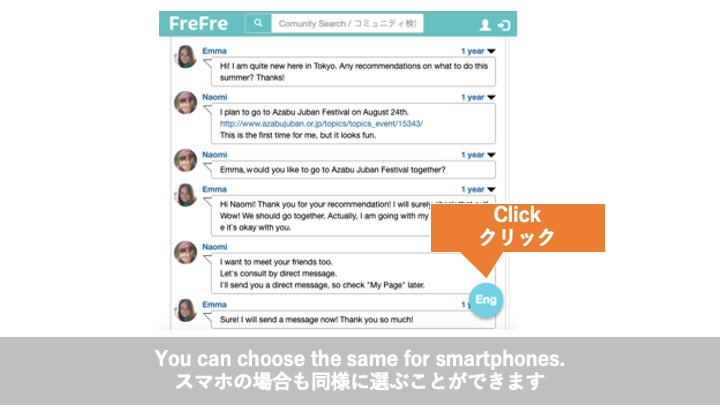 FreFre
Comunity Search / コミュニティ検索
Emma
1 year
Hi! I am quite new here in Tokyo. Any recommendations on what to do this
summer? Thanks!
Naomi
1 year
I plan to go to Azabu Juban Festival on August 24th.
http://www.azabujuban.or.jp/topics/topics_event/15343/
This is the first time for me, but it looks fun.
Naomi
1 year
Emma, would you like to go to Azabu Juban Festival together?
Emma
1 year
Hi Naomi! Thank you for your recommendation! I will surely check that out!
Wow! We should go together. Actually, I am going with my
e it's okay with you.
Click
クリック
Naomi
I want to meet your friends too.
Let's consult by direct message.
I'll send you a direct message, so check "My Page" later.
Eng
Emma
1 y
Sure! I will send a message now! Thank you so much!
You can choose the same for smartphones.
スマホの場合も同様に選ぶことができます